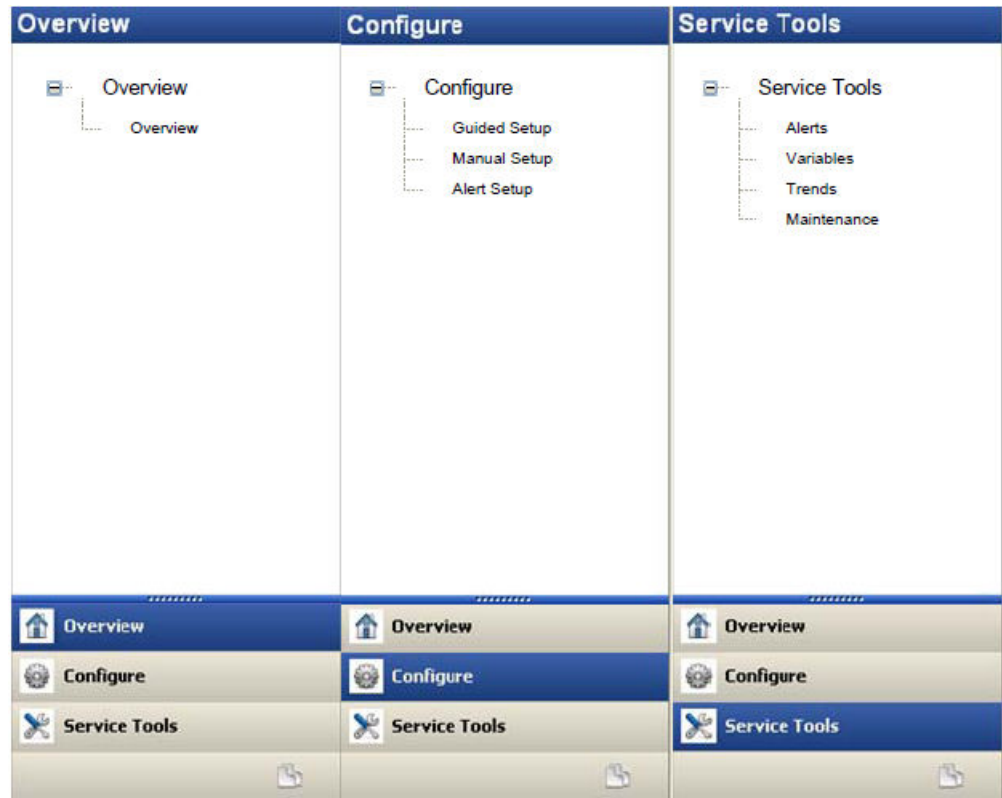 Overview
Overview
Overview
Overview
Configure
Service Tools
Configure
Configure
Guided Setup
Manual Setup
Alert Setup
Overview
Configure
Service Tools
Service Tools
Service Tools
Alerts
Variables
Trends
Maintenance
Overview
Configure
Service Tools